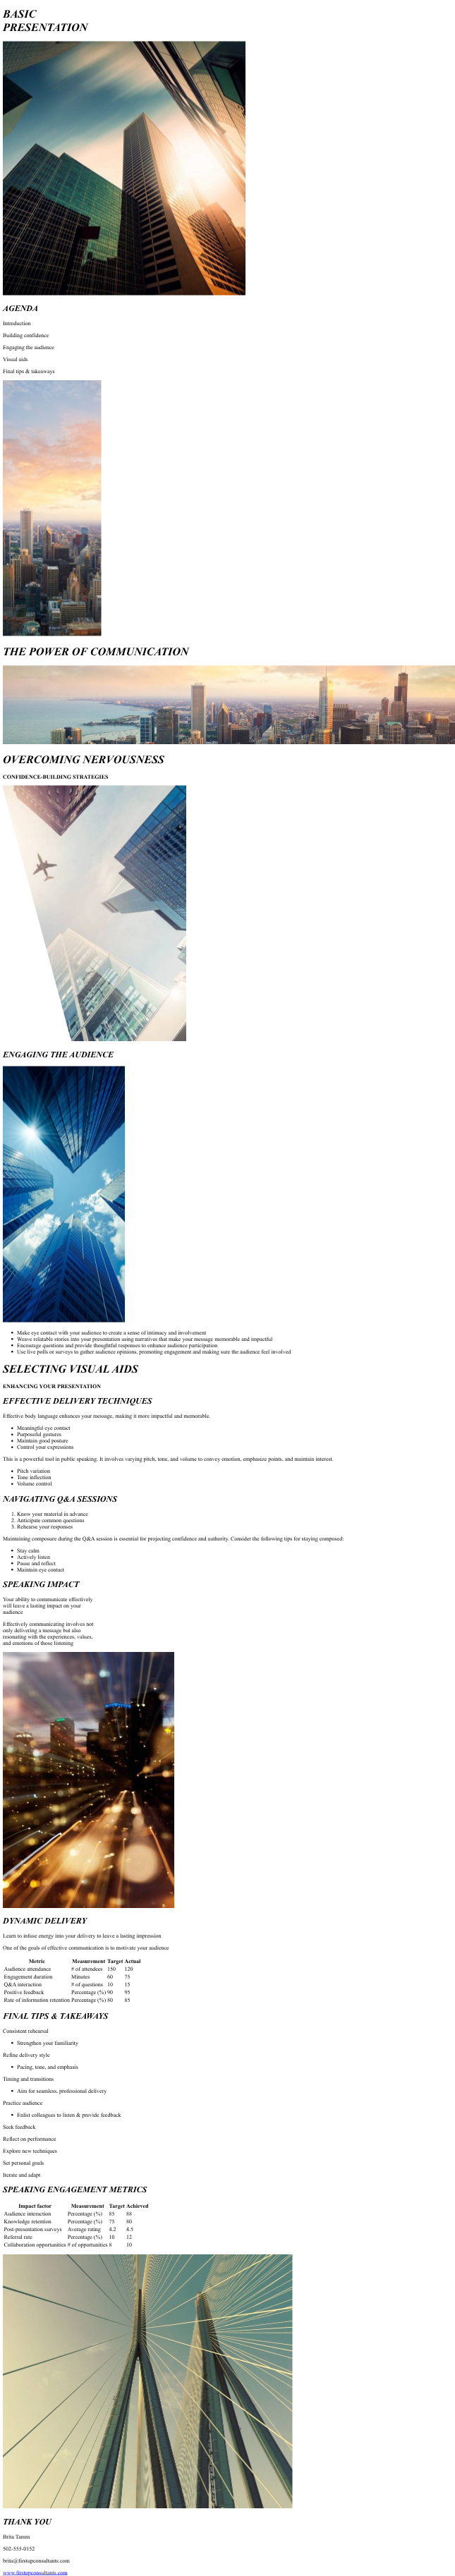 BASIC
PRESENTATION
AGENDA
Introduction
Building confidence
Engaging the audience
Visual aids
Final tips & takeaways
THE POWER OF COMMUNICATION
OVERCOMING NERVOUSNESS
CONFIDENCE-BUILDING STRATEGIES
ENGAGING THE AUDIENCE
• Make eye contact with your audience to create a sense of intimacy and involvement
• Weave relatable stories into your presentation using narratives that make your message memorable and impactful
• Encourage questions and provide thoughtful responses to enhance audience participation
• Use live polls or surveys to gather audience opinions, promoting engagement and making sure the audience feel involved
SELECTING VISUAL AIDS
ENHANCING YOUR PRESENTATION
EFFECTIVE DELIVERY TECHNIQUES
Effective body language enhances your message, making it more impactful and memorable.
• Meaningful eye contact
• Purposeful gestures
• Maintain good posture
• Control your expressions
This is a powerful tool in public speaking. It involves varying pitch, tone, and volume to convey emotion, emphasize points, and maintain interest.
• Pitch variation
• Tone inflection
• Volume control
NAVIGATING Q&A SESSIONS
1. Know your material in advance
2. Anticipate common questions
3. Rehearse your responses
Maintaining composure during the Q&A session is essential for projecting confidence and authority. Consider the following tips for staying composed:
• Stay calm
• Actively listen
• Pause and reflect
• Maintain eye contact
SPEAKING IMPACT
Your ability to communicate effectively
will leave a lasting impact on your
audience
Effectively communicating involves not
only delivering a message but also
resonating with the experiences, values,
and emotions of those listening
DYNAMIC DELIVERY
Learn to infuse energy into your delivery to leave a lasting impression
One of the goals of effective communication is to motivate your audience
Metric Measurement Target Actual
Audience attendance # of attendees 150 120
Engagement duration Minutes 60 75
Q&A interaction # of questions 10 15
Positive feedback Percentage (%) 90 95
Rate of information retention Percentage (%) 80 85
FINAL TIPS & TAKEAWAYS
Consistent rehearsal
• Strengthen your familiarity
Refine delivery style
• Pacing, tone, and emphasis
Timing and transitions
• Aim for seamless, professional delivery
Practice audience
• Enlist colleagues to listen & provide feedback
Seek feedback
Reflect on performance
Explore new techniques
Set personal goals
Iterate and adapt
SPEAKING ENGAGEMENT METRICS
Impact factor Measurement Target Achieved
Audience interaction Percentage (%) 85 88
Knowledge retention Percentage (%) 75 80
Post-presentation surveys Average rating 4.2 4.5
Referral rate Percentage (%) 10 12
Collaboration opportunities # of opportunities 8 10
THANK YOU
Brita Tamm
502-555-0152
brita@firstupconsultants.com
www.firstupconsultants.com